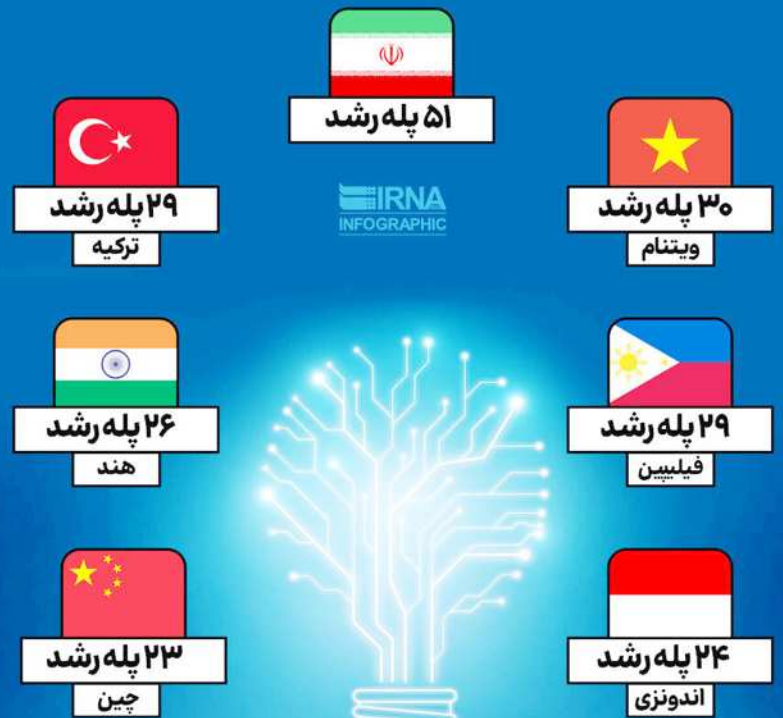 ۵۱ پله رشد
IRNA
INFOGRAPHIC
۳۰ پله رشد
ویتنام
۲۹ پله رشد
ترکیه
۲۹ پله رشد
فیلیپین
۲۶ پله رشد
هند
۲۴ پله رشد
اندونزی
۲۳ پله رشد
چین